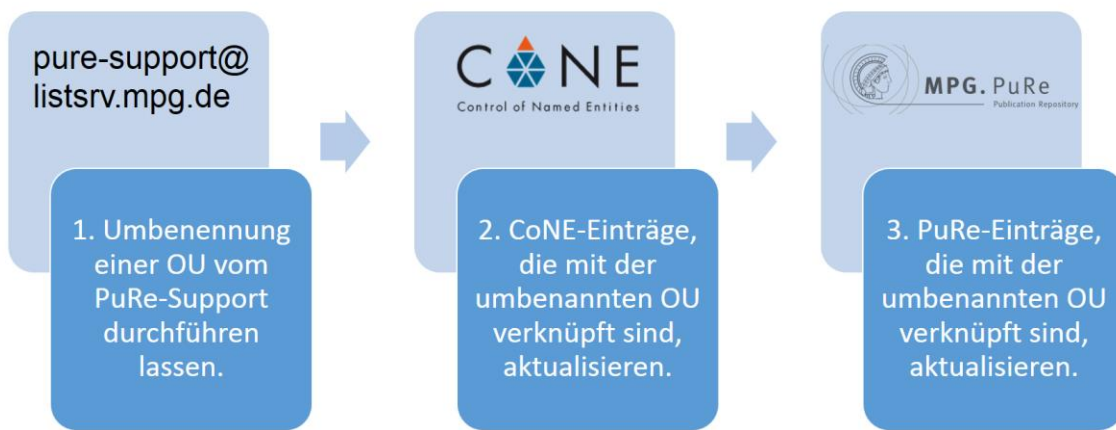 pure-support@
listsrv.mpg.de
CONE
Control of Named Entities
MPG. PuRe
Publication Repository
1. Umbenennung
einer OU vom
PuRe-Support
durchführen
lassen.
2. CoNE-Einträge,
die mit der
umbenannten OU
verknüpft sind,
aktualisieren.
3. PuRe-Einträge,
die mit der
umbenannten OU
verknüpft sind,
aktualisieren.